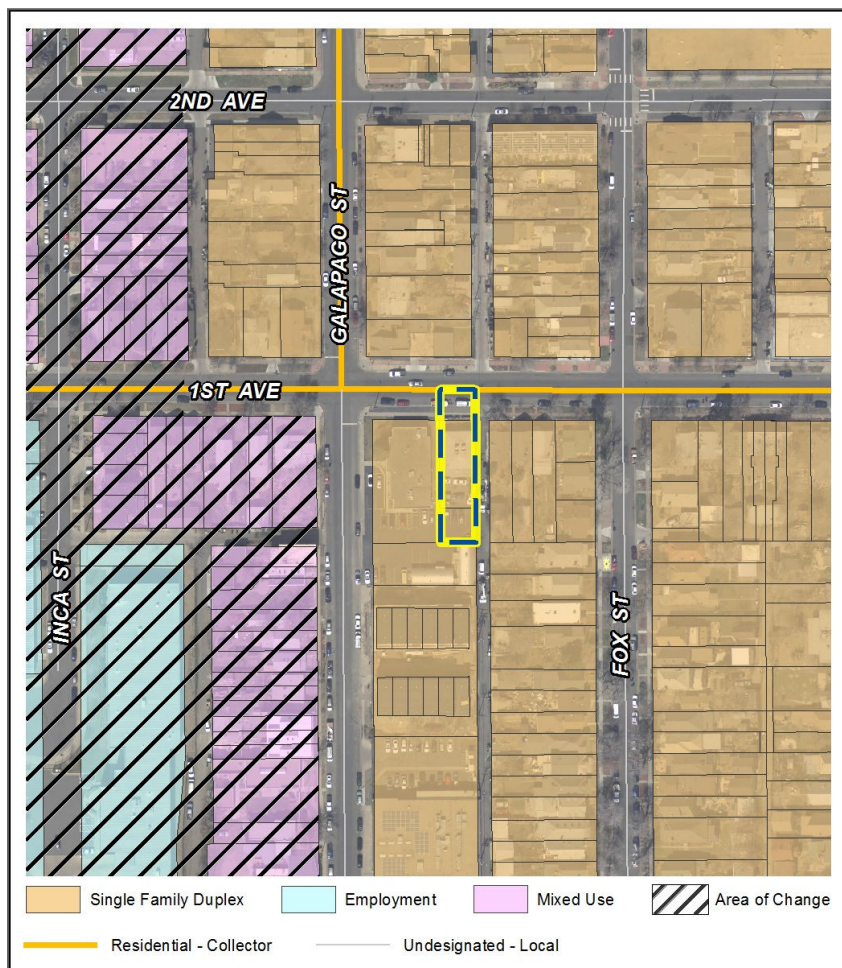 2ND AVE
GALAPAGO ST
1ST AVE
INCA ST
FOX ST
Single Family Duplex
Employment
Mixed Use
Area of Change
Residential - Collector
Undesignated - Local